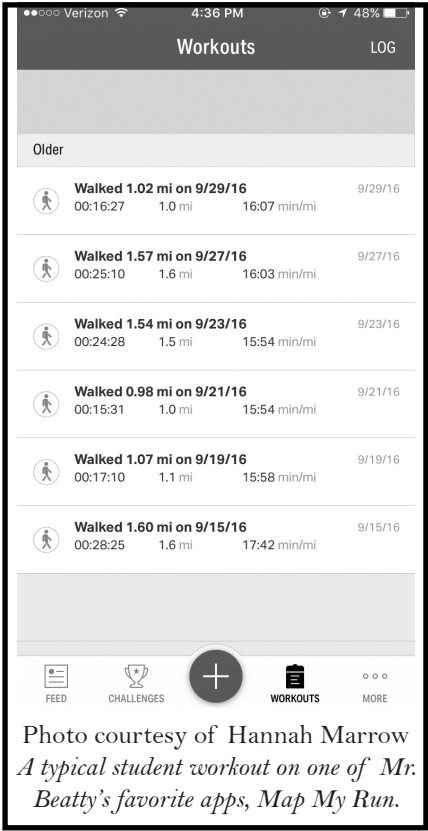 Verizon 4:36 PM 48%
Workouts LOG
Older
Walked 1.02 mi on 9/29/16 9/29/16
00:16:27 1.0 mi 16:07 min/mi
Walked 1.57 mi on 9/27/16 9/27/16
00:25:10 1.6 mi 16:03 min/mi
Walked 1.54 mi on 9/23/16 9/23/16
00:24:28 1.5 mi 15:54 min/mi
Walked 0.98 mi on 9/21/16 9/21/16
00:15:31 1.0 mi 15:54 min/mi
Walked 1.07 mi on 9/19/16 9/19/16
00:17:10 1.1 mi 15:58 min/mi
Walked 1.60 mi on 9/15/16 9/15/16
00:28:25 1.6 mi 17:42 min/mi
FEED CHALLENGES WORKOUTS MORE
Photo courtesy of Hannah Marrow
A typical student workout on one of Mr.
Beatty's favorite apps, Map My Run.